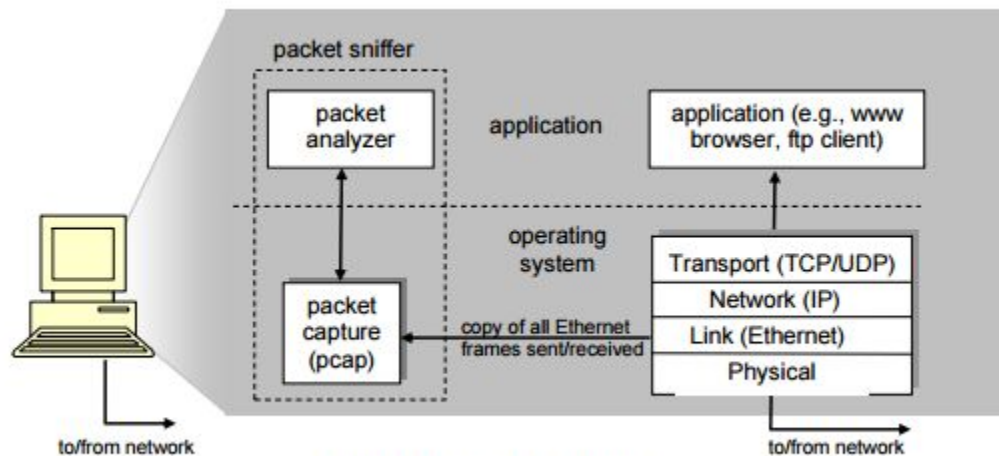 packet sniffer
packet
analyzer
application
application (e.g., www
browser, ftp client)
operating
system
packet
capture
(pcap)
copy of all Ethernet
frames sent/received
Transport (TCP/UDP)
Network (IP)
Link (Ethernet)
Physical
to/from network
to/from network